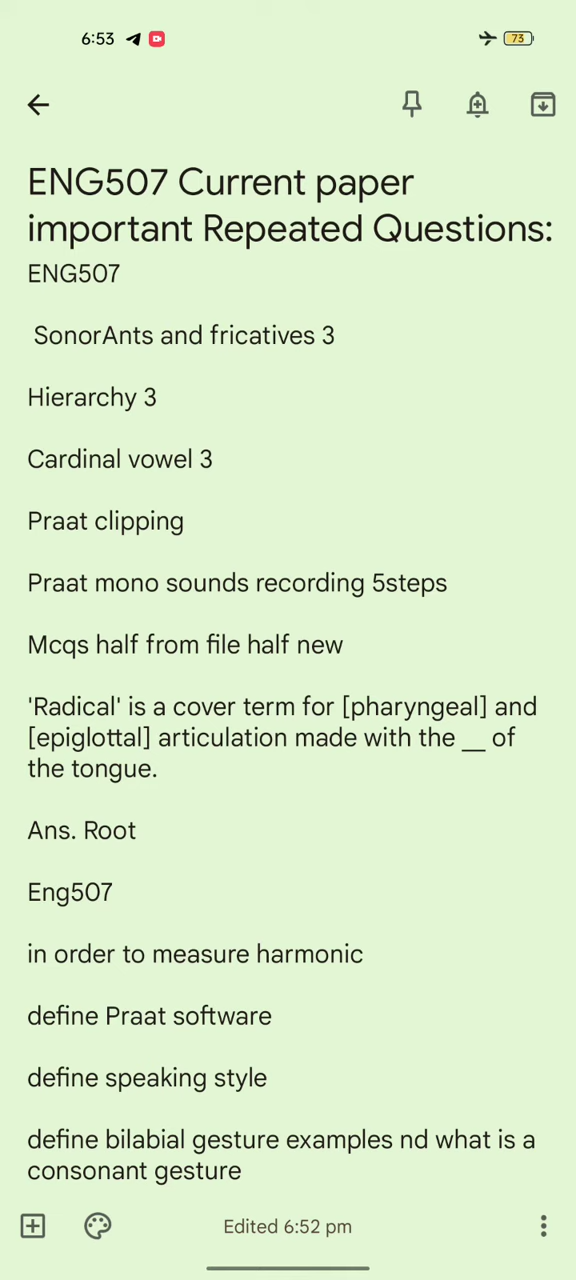 6:53
73
ENG507 Current paper
important Repeated Questions:
ENG507
SonorAnts and fricatives 3
Hierarchy 3
Cardinal vowel 3
Praat clipping
Praat mono sounds recording 5steps
Mcqs half from file half new
'Radical' is a cover term for [pharyngeal] and
[epiglottal] articulation made with the __ of
the tongue.
Ans. Root
Eng507
in order to measure harmonic
define Praat software
define speaking style
define bilabial gesture examples nd what is a
consonant gesture
Edited 6:52 pm